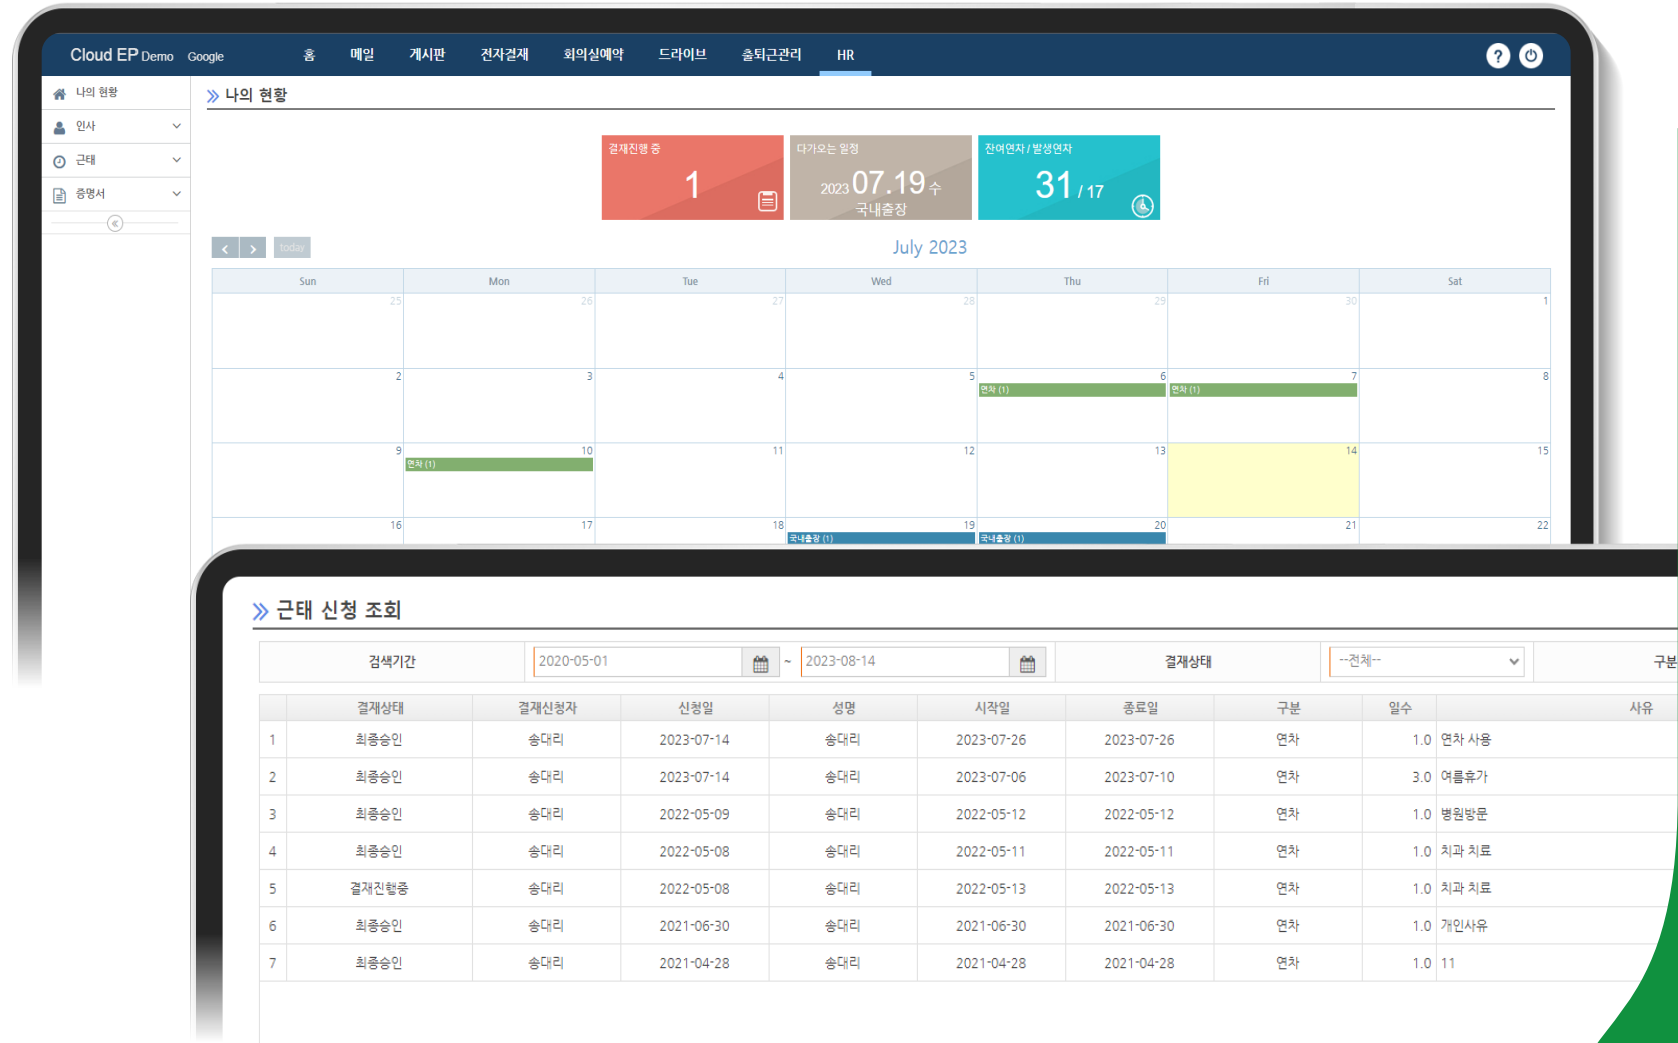 Cloud EP Demo Google 홈 메일 게시판 전자결재 회의실예약 드라이브 출퇴근관리 HR ?
나의 현황
인사
근태
증명서
나의 현황
결재진행 중
1
다가오는 일정
2023 07.19 수
국내출장
잔여연차 / 발생연차
31 / 17
today
July 2023
Sun Mon Tue Wed Thu Fri Sat
25 26 27 28 29 30 1
2 3 4 5 6 7 8
연차 (1) 연차 (1)
9 10 11 12 13 14 15
연차 (1)
16 17 18 19 20 21 22
국내출장 (1) 국내출장 (1)
근태 신청 조회
검색기간 2020-05-01 ~ 2023-08-14 결재상태 --전체-- 구분
결재상태 결재신청자 신청일 성명 시작일 종료일 구분 일수 사유
1 최종승인 송대리 2023-07-14 송대리 2023-07-26 2023-07-26 연차 1.0 연차 사용
2 최종승인 송대리 2023-07-14 송대리 2023-07-06 2023-07-10 연차 3.0 여름휴가
3 최종승인 송대리 2022-05-09 송대리 2022-05-12 2022-05-12 연차 1.0 병원방문
4 최종승인 송대리 2022-05-08 송대리 2022-05-11 2022-05-11 연차 1.0 치과 치료
5 결재진행중 송대리 2022-05-08 송대리 2022-05-13 2022-05-13 연차 1.0 치과 치료
6 최종승인 송대리 2021-06-30 송대리 2021-06-30 2021-06-30 연차 1.0 개인사유
7 최종승인 송대리 2021-04-28 송대리 2021-04-28 2021-04-28 연차 1.0 11